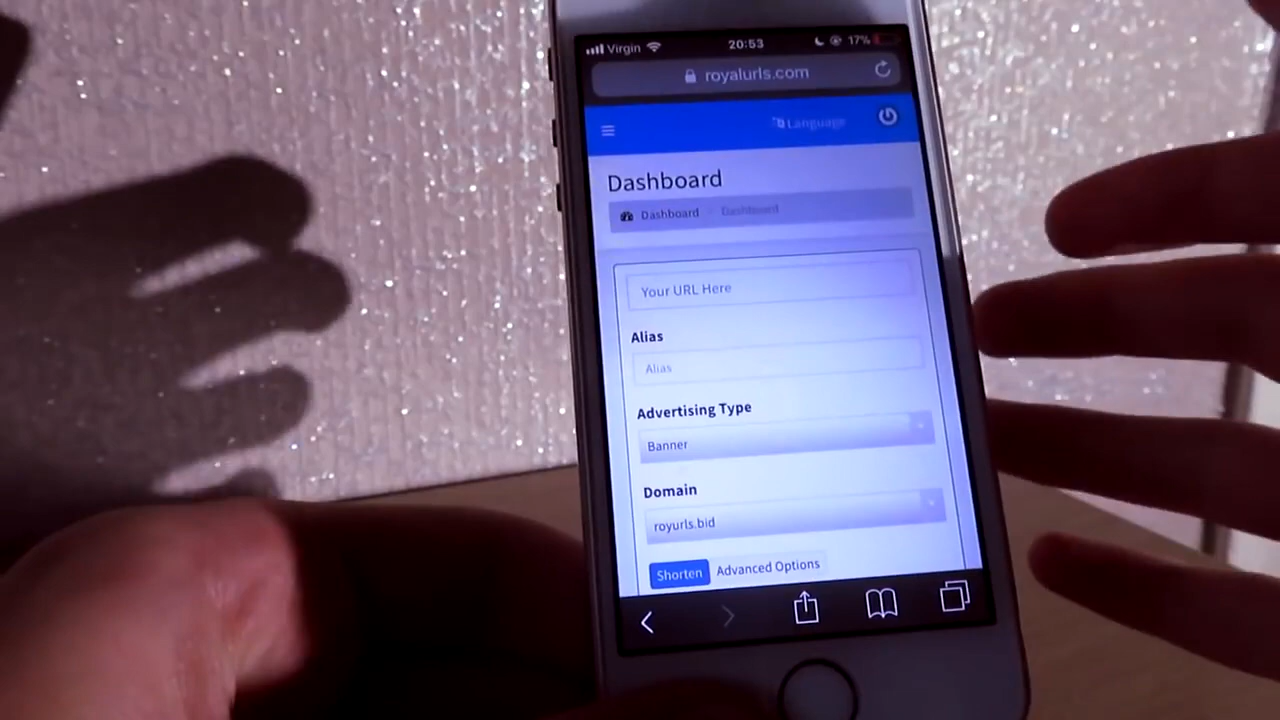 Virgin 20:53 17%
royalurls.com
Language
Dashboard
Dashboard Dashboard
Your URL Here
Alias
Alias
Advertising Type
Banner
Domain
royurls.bid
Shorten Advanced Options